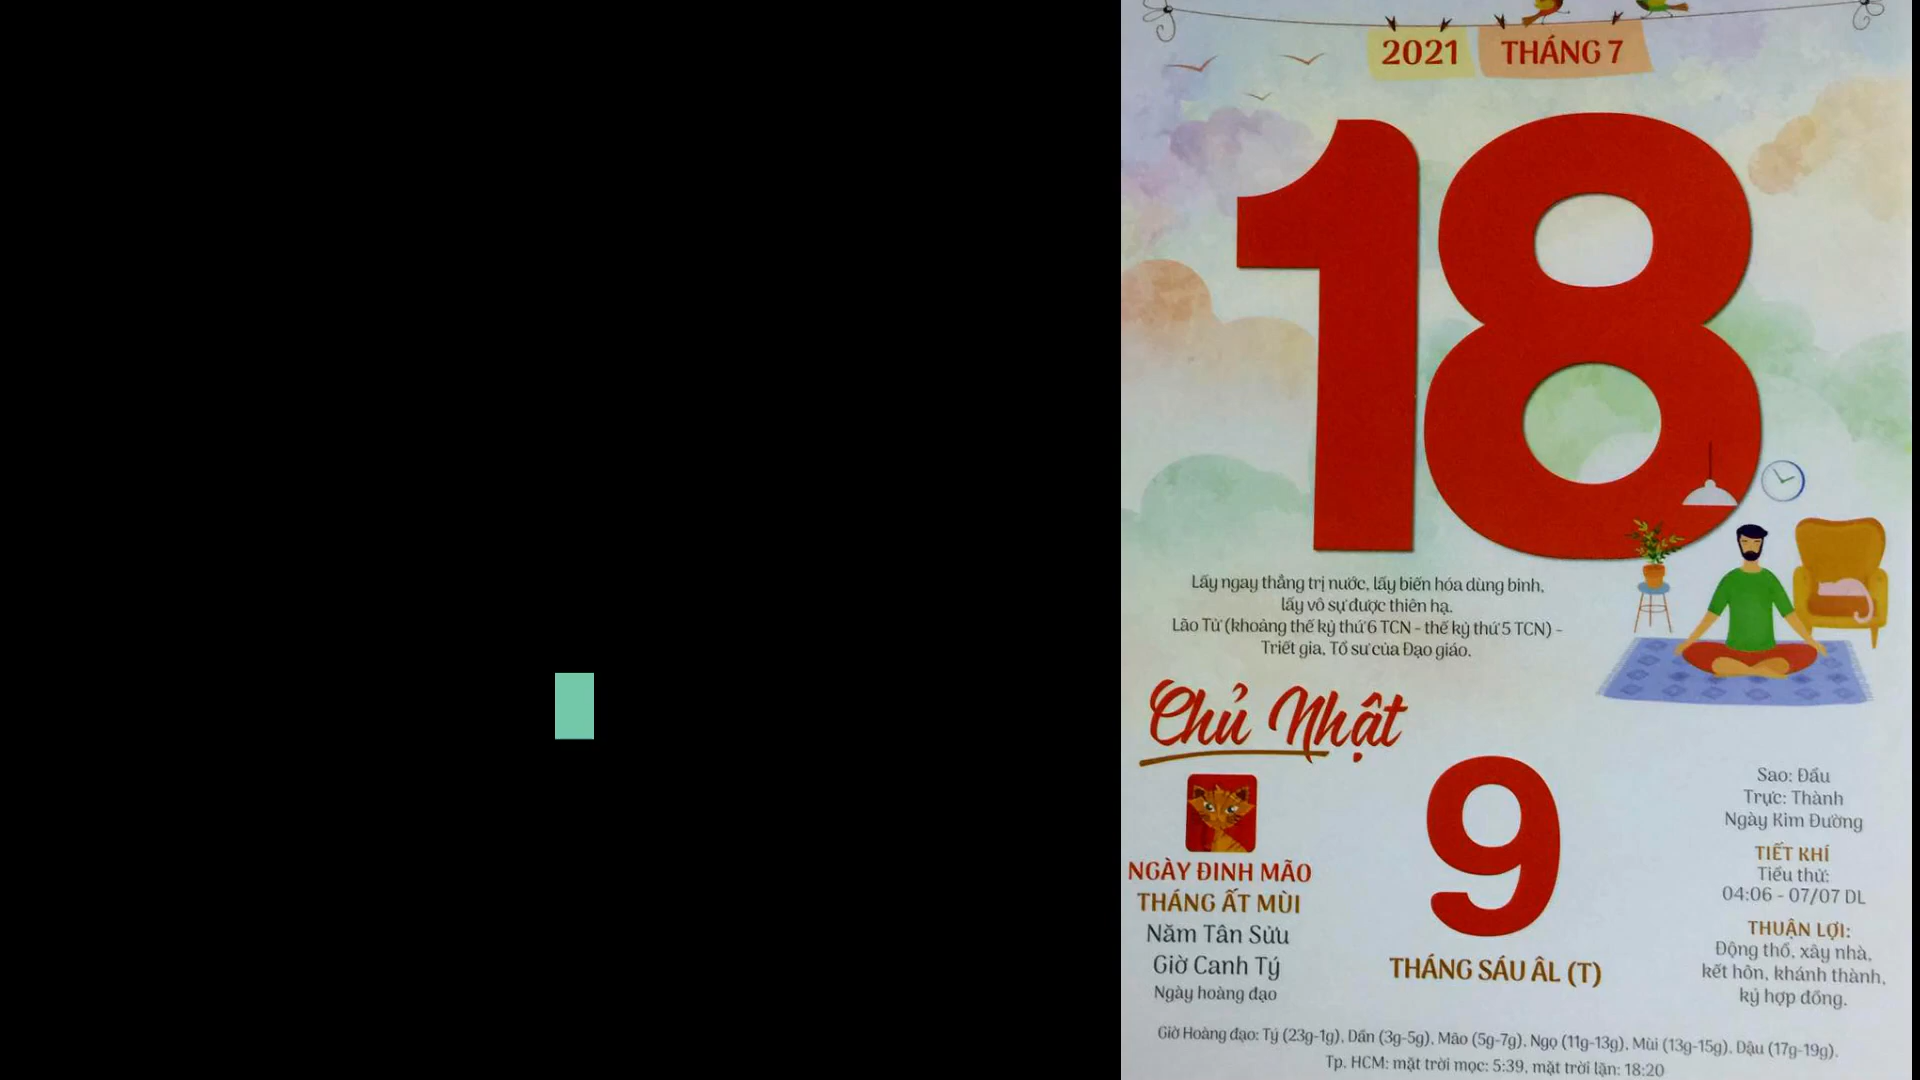 2021 THÁNG 7
18
Lấy ngay thẳng trị nước, lấy biến hóa dùng binh,
lấy vô sự được thiên hạ.
Lão Tử (khoảng thế kỷ thứ 6 TCN - thế kỷ thứ 5 TCN) -
Triết gia, Tổ sư của Đạo giáo.
Chủ Nhật
NGÀY ĐINH MÃO
THÁNG ẤT MÙI
Năm Tân Sửu
Giờ Canh Tý
Ngày hoàng đạo
9
THÁNG SÁU ÂL (T)
Sao: Đẩu
Trực: Thành
Ngày Kim Đường
TIẾT KHÍ
Tiểu thử:
04:06 - 07/07 DL
THUẬN LỢI:
Động thổ, xây nhà,
kết hôn, khánh thành,
ký hợp đồng.
Giờ Hoàng đạo: Tý (23g-1g), Dần (3g-5g), Mão (5g-7g), Ngọ (11g-13g), Mùi (13g-15g), Dậu (17g-19g).
Tp. HCM: mặt trời mọc: 5:39, mặt trời lặn: 18:20